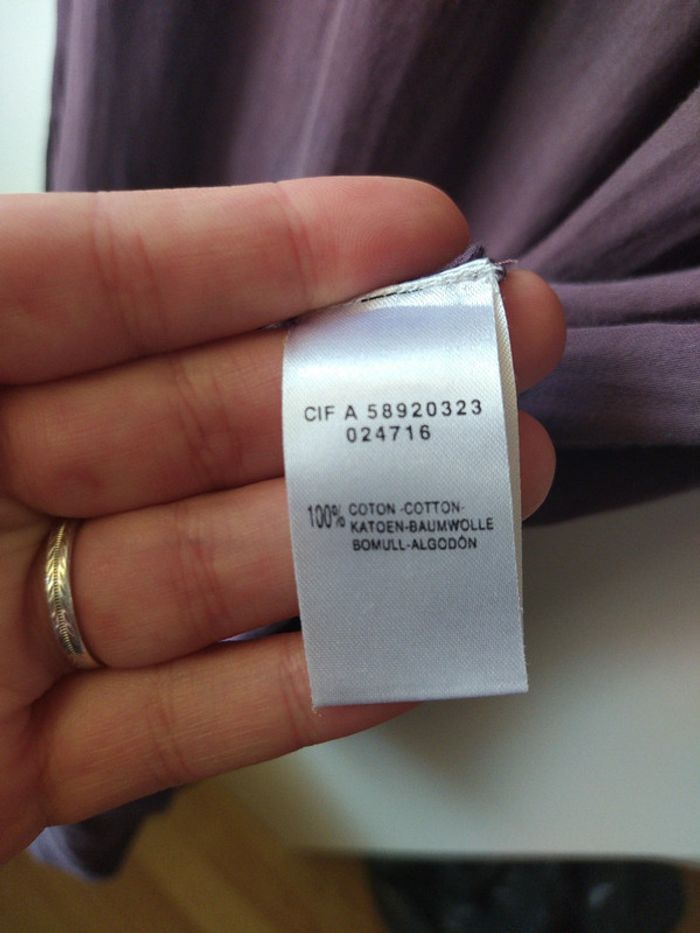 CIF A 58920323
024716
100% COTON-COTTON-
KATOEN-BAUMWOLLE
BOMULL-ALGODÓN